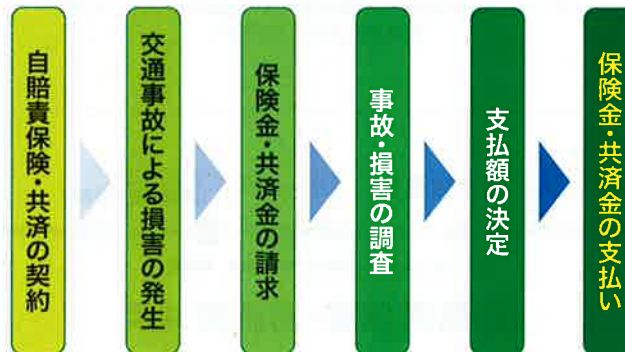 自賠責保険・共済の契約
交通事故による損害の発生
保険金・共済金の請求
事故・損害の調査
支払額の決定
保険金・共済金の支払い